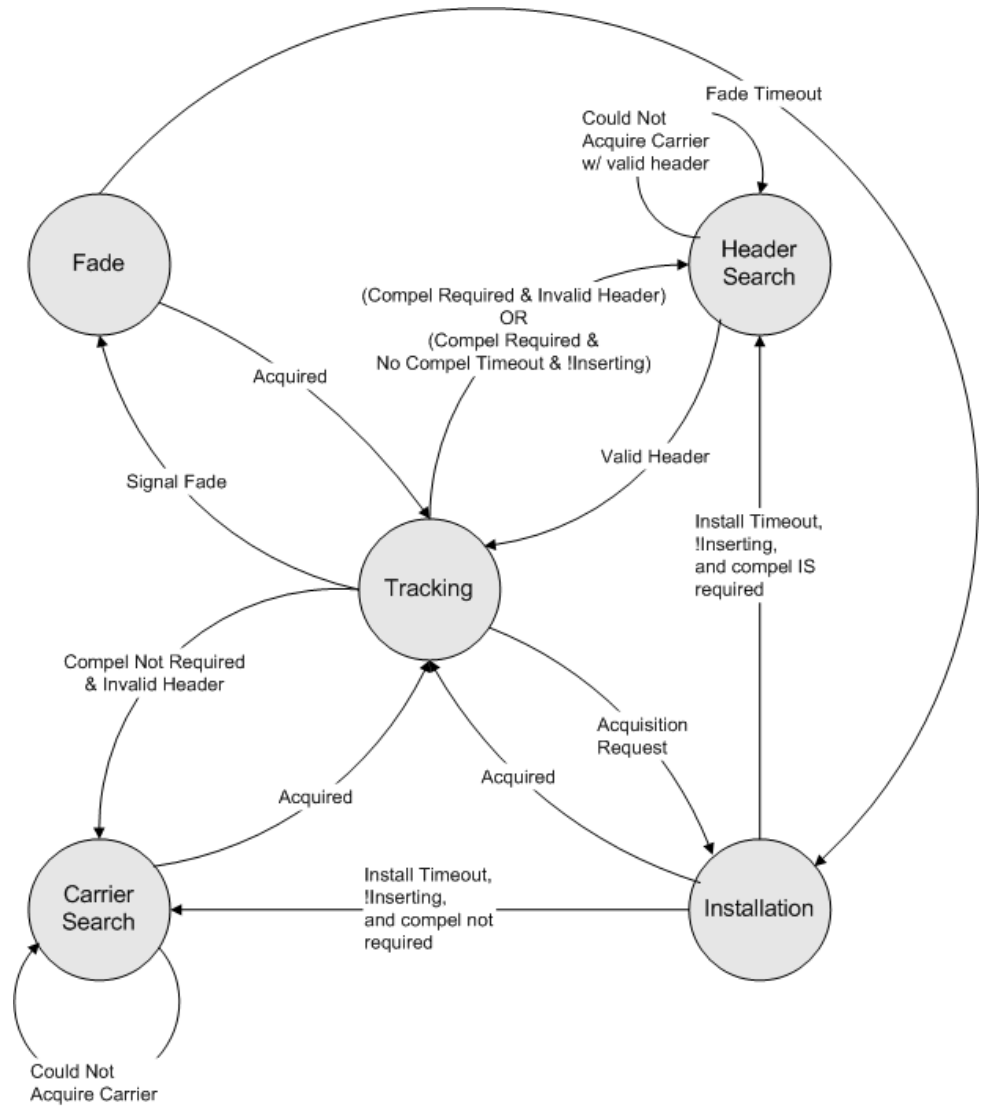 Fade Timeout
Could Not
Acquire Carrier
w/ valid header
Fade
Header
Search
(Compel Required & Invalid Header)
OR
(Compel Required &
No Compel Timeout & !Inserting)
Acquired
Valid Header
Signal Fade
Install Timeout,
!Inserting,
and compel IS
required
Tracking
Compel Not Required
& Invalid Header
Acquisition
Request
Acquired
Acquired
Install Timeout,
!Inserting,
and compel not
required
Carrier
Search
Installation
Could Not
Acquire Carrier